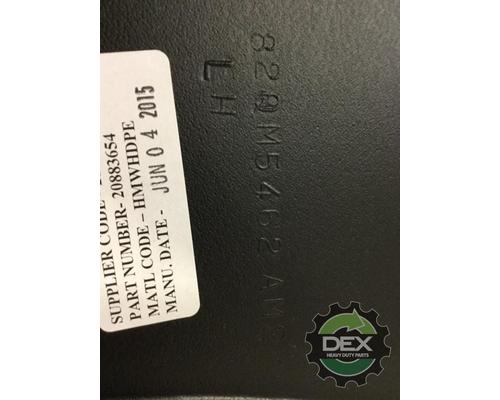 SUPPLIER CODE -
PART NUMBER- 20883654
MATL CODE – HMWHDPE
MANU. DATE - JUN 0 4 2015
LH
DEX
HEAVY DUTY PARTS